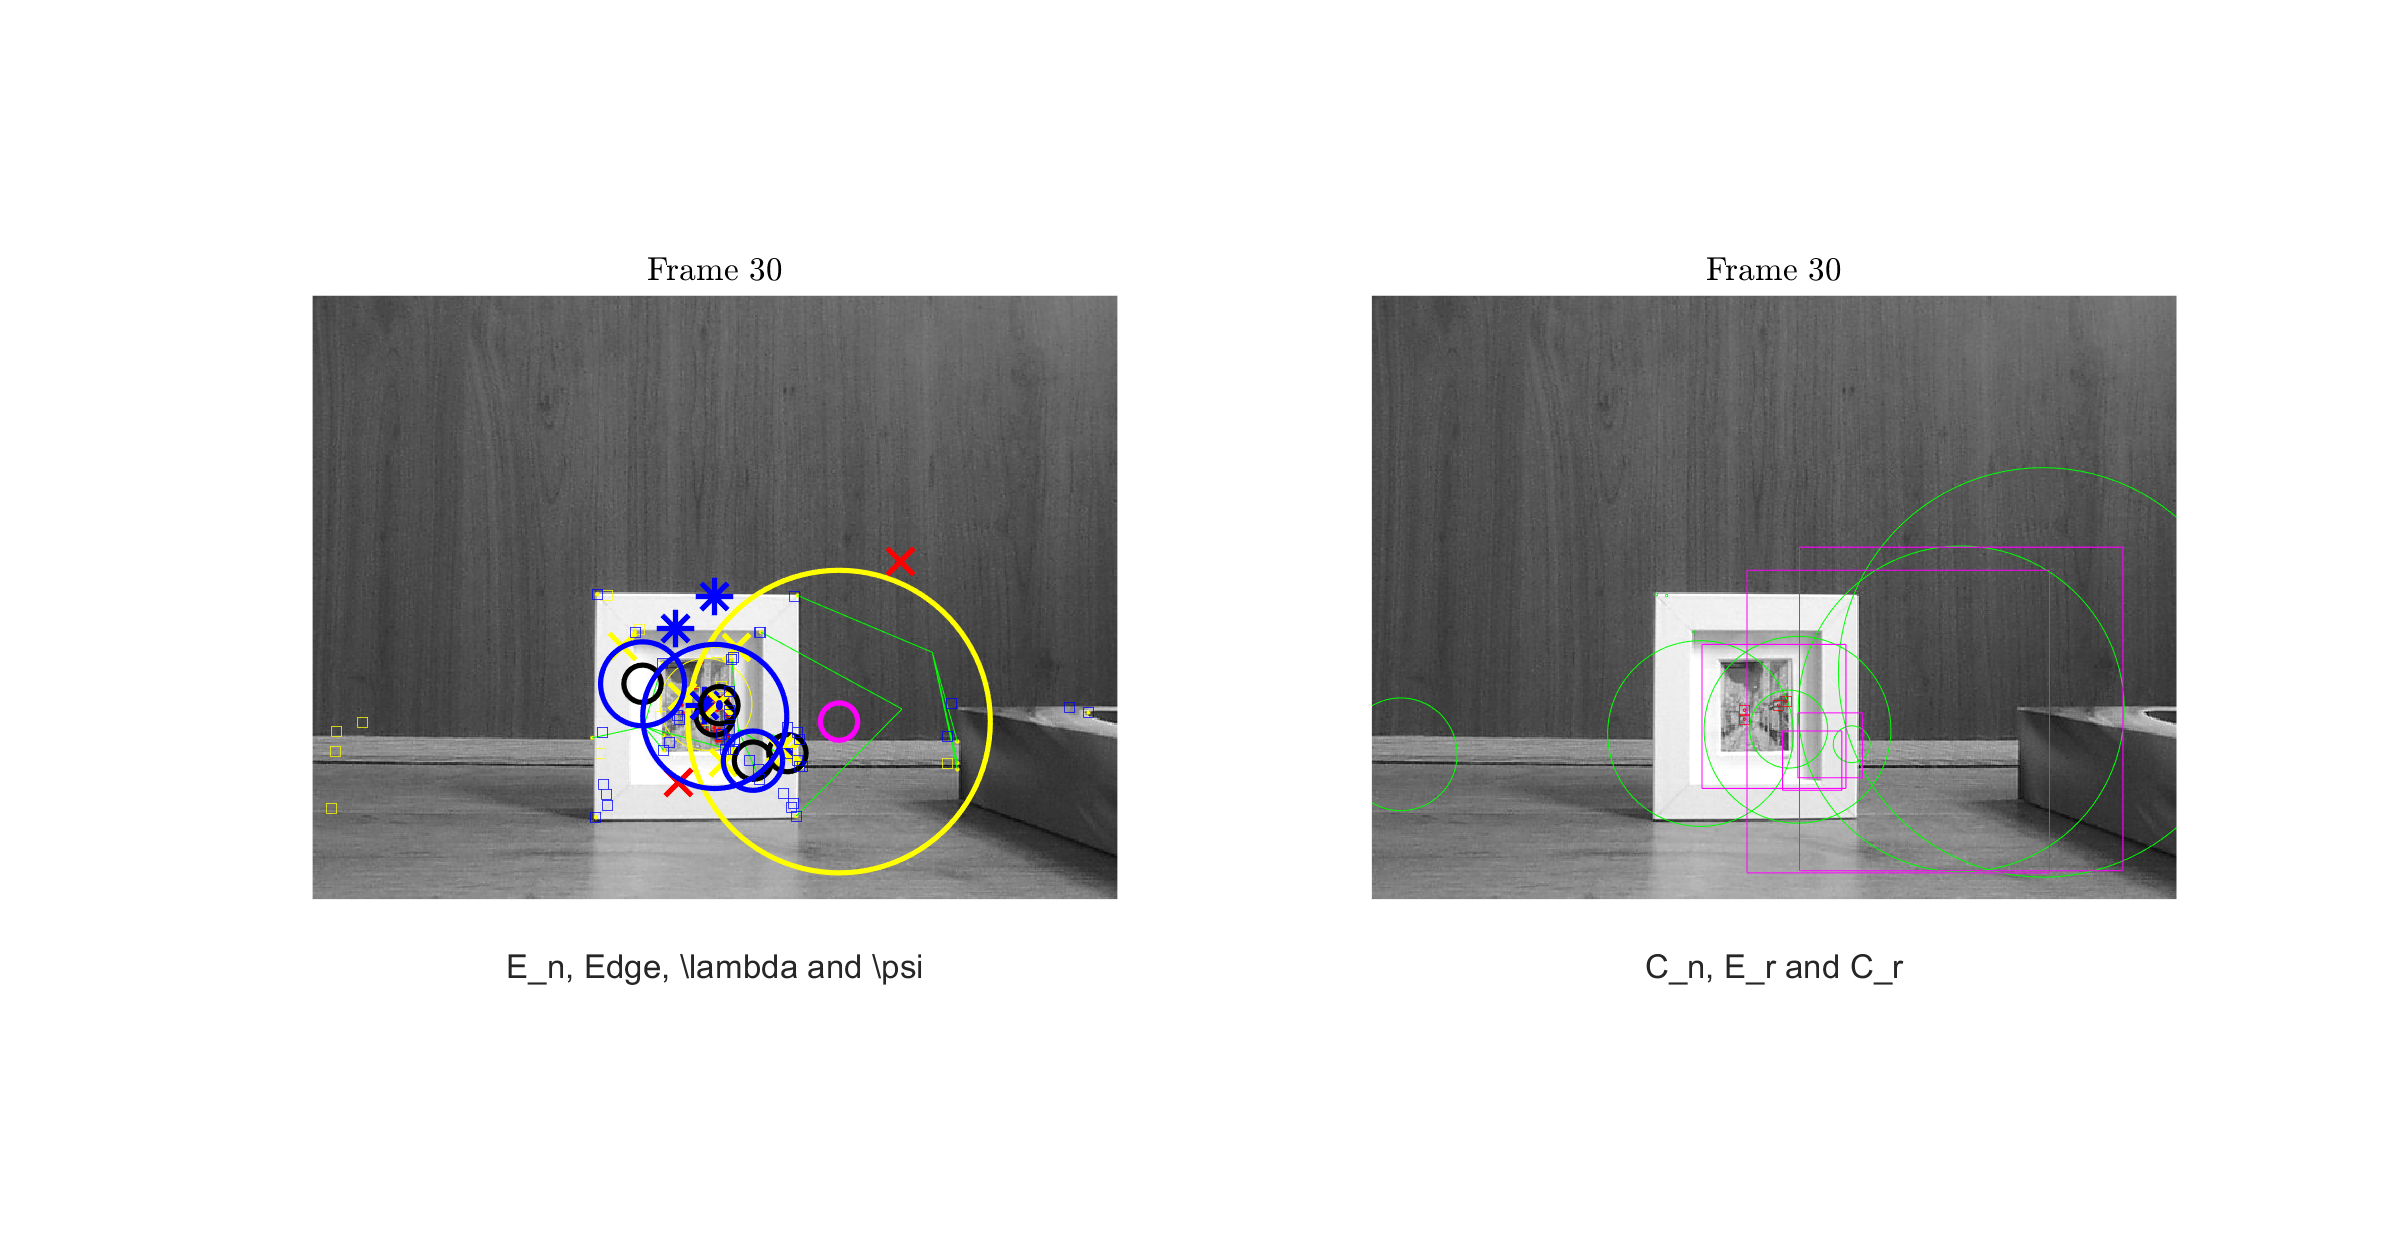 Frame 30
Frame 30
E_n, Edge, \lambda and \psi
C_n, E_r and C_r